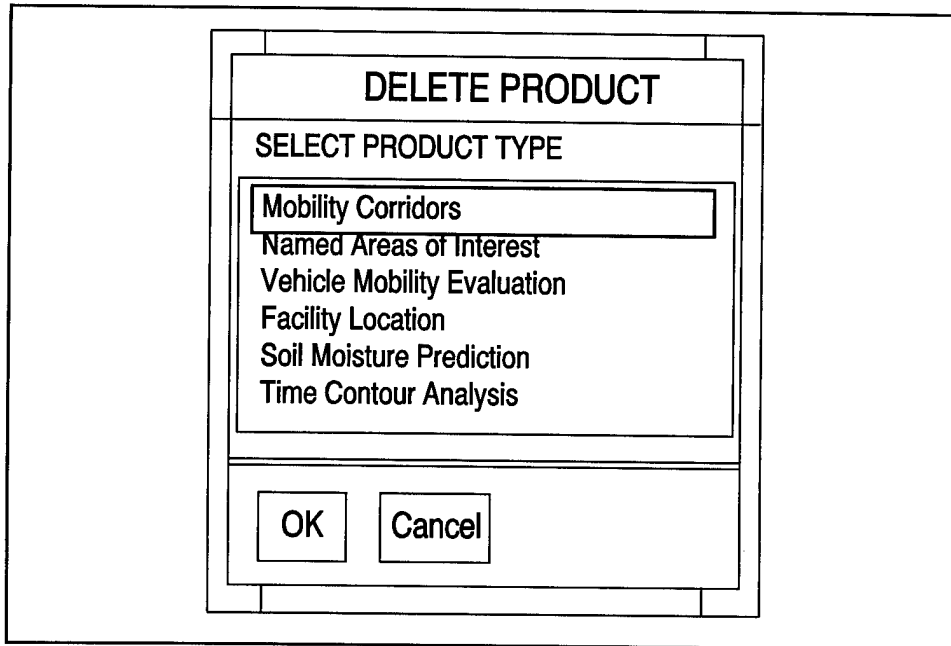 DELETE PRODUCT
SELECT PRODUCT TYPE
Mobility Corridors
Named Areas of Interest
Vehicle Mobility Evaluation
Facility Location
Soil Moisture Prediction
Time Contour Analysis
OK Cancel